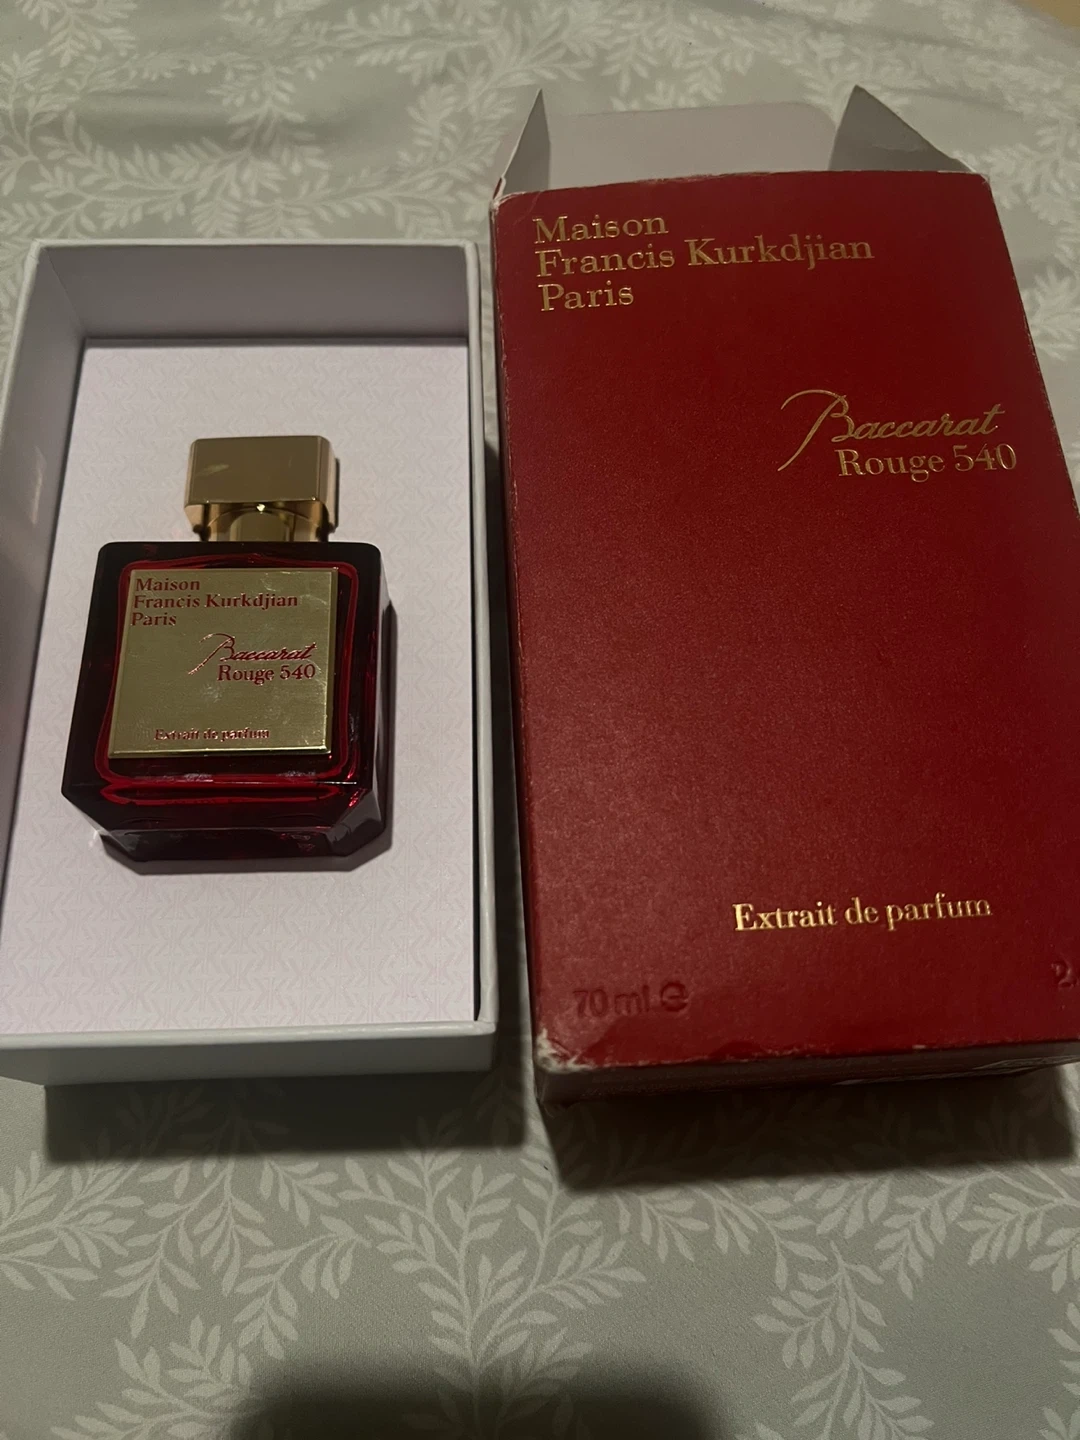 Maison
Francis Kurkdjian
Paris
Baccarat
Rouge 540
Extrait de parfum
Maison
Francis Kurkdjian
Paris
Baccarat
Rouge 540
Extrait de parfum
70 ml e